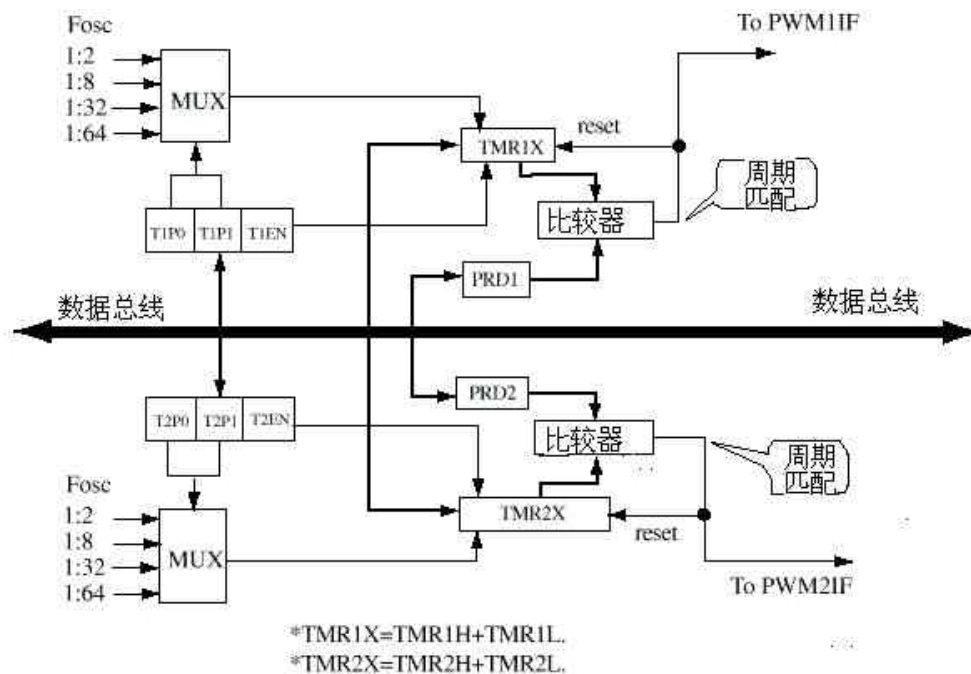 Fosc
1:2
1:8
1:32
1:64
MUX
T1P0 T1P1 T1EN
To PWM1IF
reset
TMR1X
周期
匹配
比较器
PRD1
数据总线
数据总线
PRD2
T2P0 T2P1 T2EN
比较器
周期
匹配
Fosc
1:2
1:8
1:32
1:64
MUX
TMR2X
reset
To PWM2IF
*TMR1X=TMR1H+TMR1L.
*TMR2X=TMR2H+TMR2L.